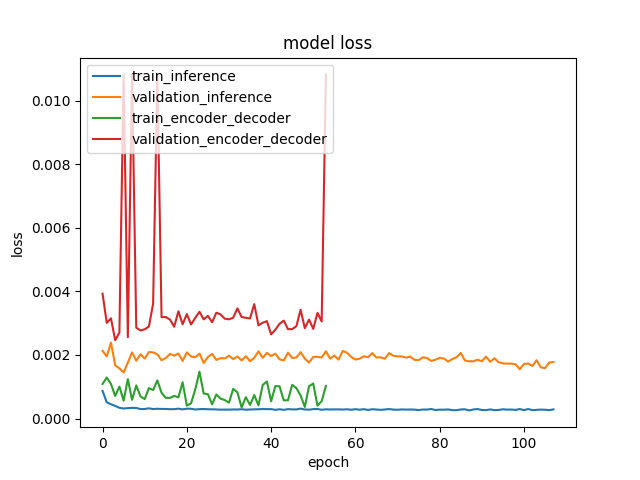 model loss
train_inference
validation_inference
train_encoder_decoder
validation_encoder_decoder
loss
0.010
0.008
0.006
0.004
0.002
0.000
0 20 40 60 80 100
epoch